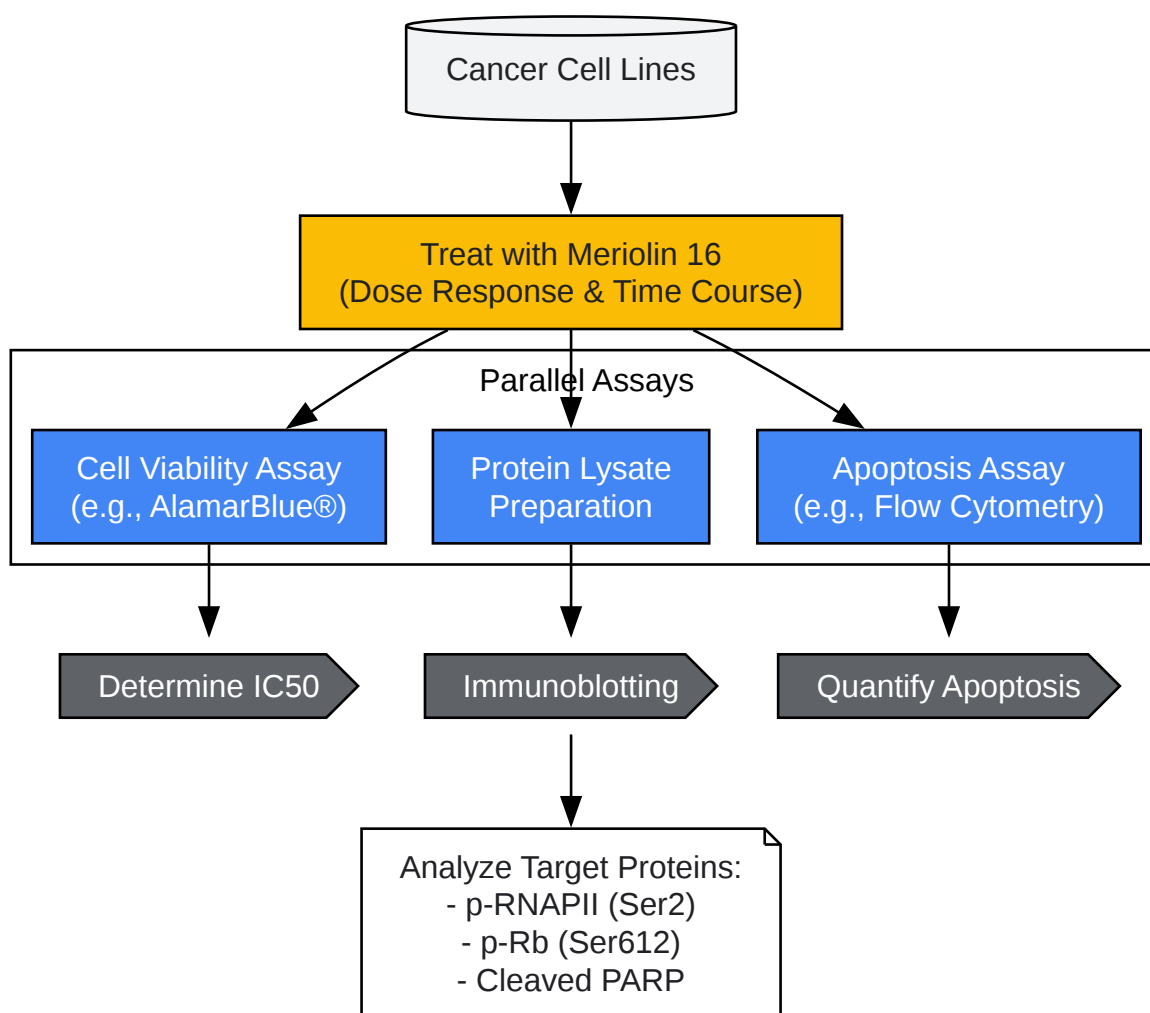 Cancer Cell Lines
Treat with Meriolin 16
(Dose Response & Time Course)
Parallel Assays
Cell Viability Assay
(e.g., AlamarBlue®)
Protein Lysate
Preparation
Apoptosis Assay
(e.g., Flow Cytometry)
Determine IC50
Immunoblotting
Quantify Apoptosis
Analyze Target Proteins:
- p-RNAPII (Ser2)
- p-Rb (Ser612)
- Cleaved PARP